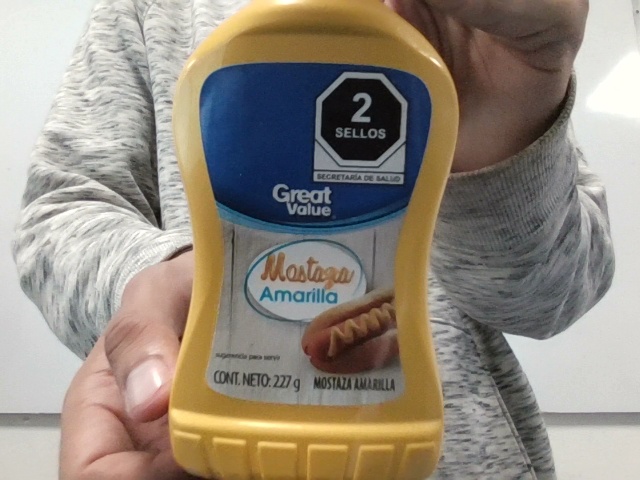 2
SELLOS
SECRETARÍA DE SALUD
Great
Value
Mostaza
Amarilla
sugerencia para servir
CONT. NETO: 227 g MOSTAZA AMARILLA